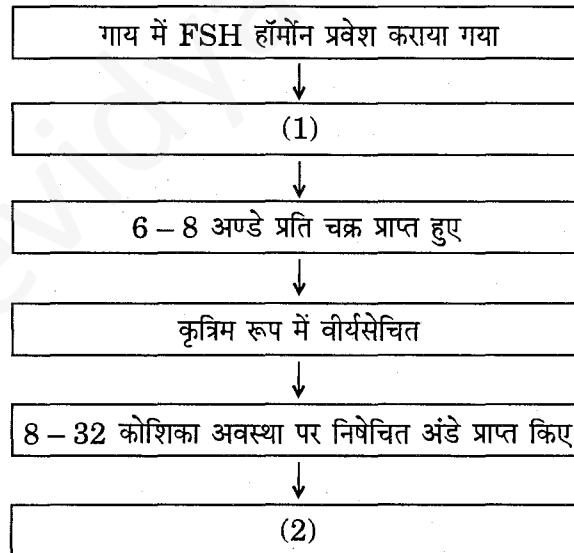 गाय में FSH हॉर्मोन प्रवेश कराया गया
(1)
6 – 8 अण्डे प्रति चक्र प्राप्त हुए
कृत्रिम रूप में वीर्यसेचित
8 – 32 कोशिका अवस्था पर निषेचित अंडे प्राप्त किए
(2)